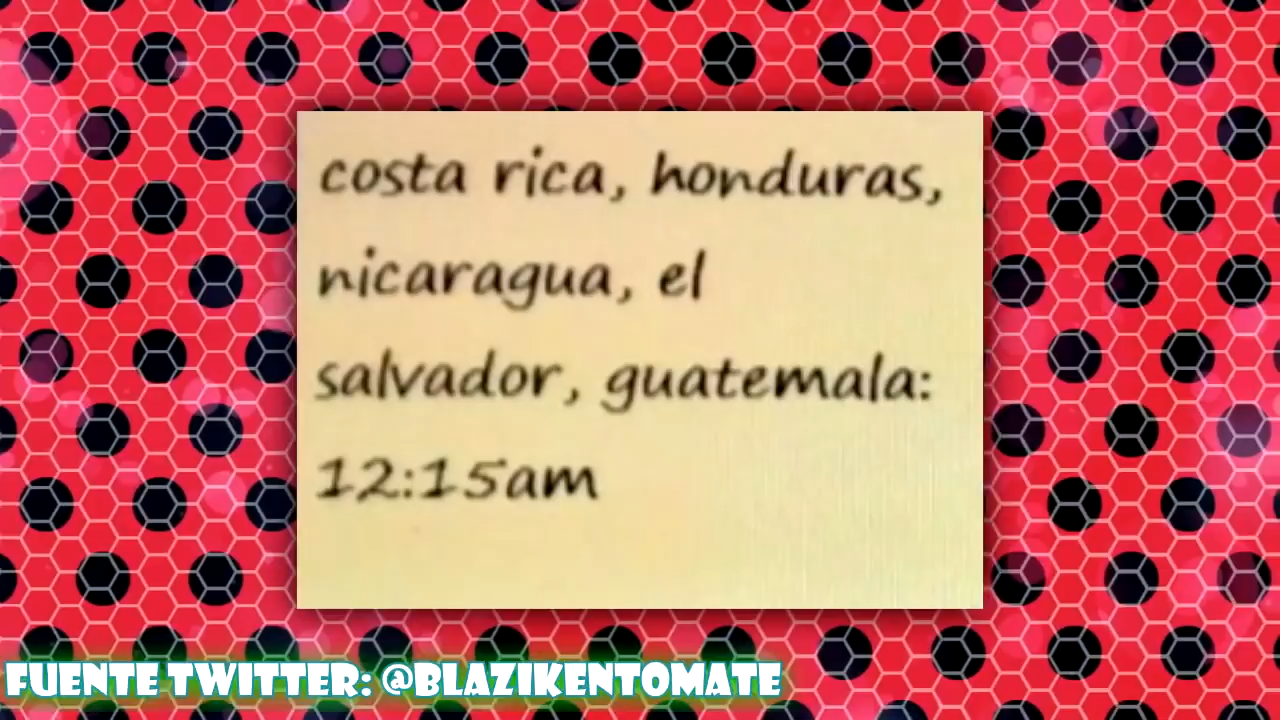 costa rica, honduras,
nicaragua, el
salvador, guatemala:
12:15am
FUENTE TWITTER: @BLAZIKENTOMATE